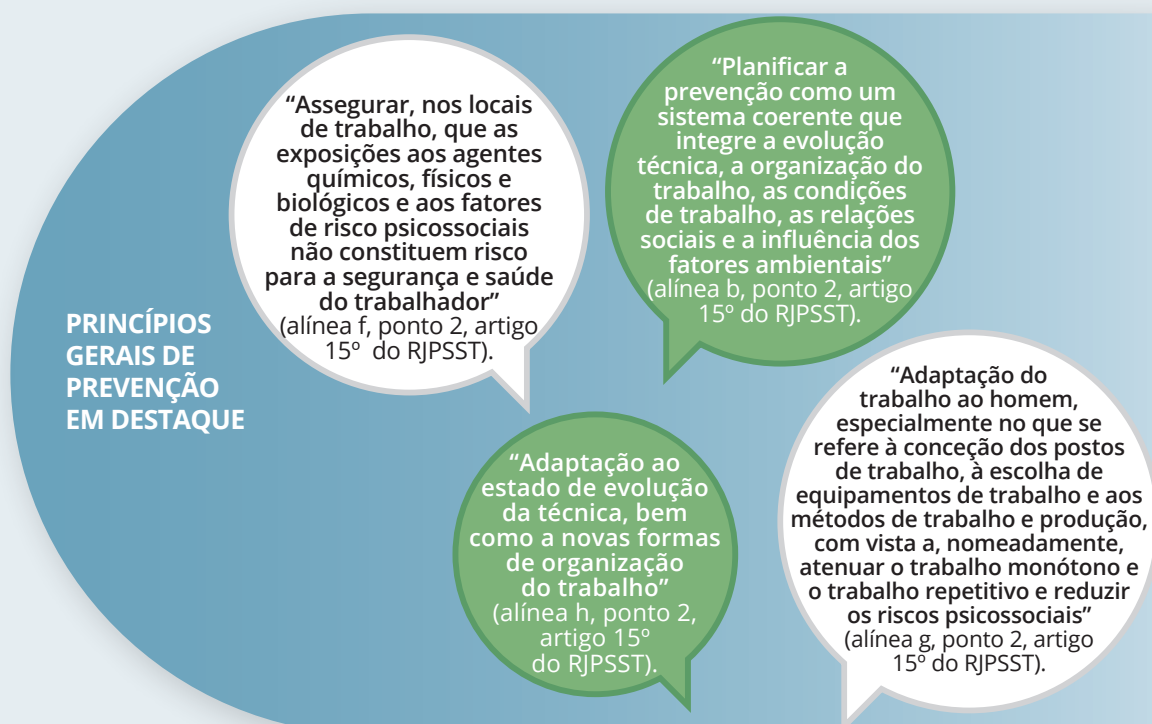 PRINCÍPIOS
GERAIS DE
PREVENÇÃO
EM DESTAQUE
“Assegurar, nos locais
de trabalho, que as
exposições aos agentes
químicos, físicos e
biológicos e aos fatores
de risco psicossociais
não constituem risco
para a segurança e saúde
do trabalhador”
(alínea f, ponto 2, artigo
15º do RJPSST).
“Planificar a
prevenção como um
sistema coerente que
integre a evolução
técnica, a organização do
trabalho, as condições
de trabalho, as relações
sociais e a influência dos
fatores ambientais”
(alínea b, ponto 2, artigo
15º do RJPSST).
“Adaptação ao
estado de evolução
da técnica, bem
como a novas formas
de organização
do trabalho”
(alínea h, ponto 2,
artigo 15º
do RJPSST).
“Adaptação do
trabalho ao homem,
especialmente no que se
refere à conceção dos postos
de trabalho, à escolha de
equipamentos de trabalho e aos
métodos de trabalho e produção,
com vista a, nomeadamente,
atenuar o trabalho monótono e
o trabalho repetitivo e reduzir
os riscos psicossociais”
(alínea g, ponto 2, artigo
15º do RJPSST).